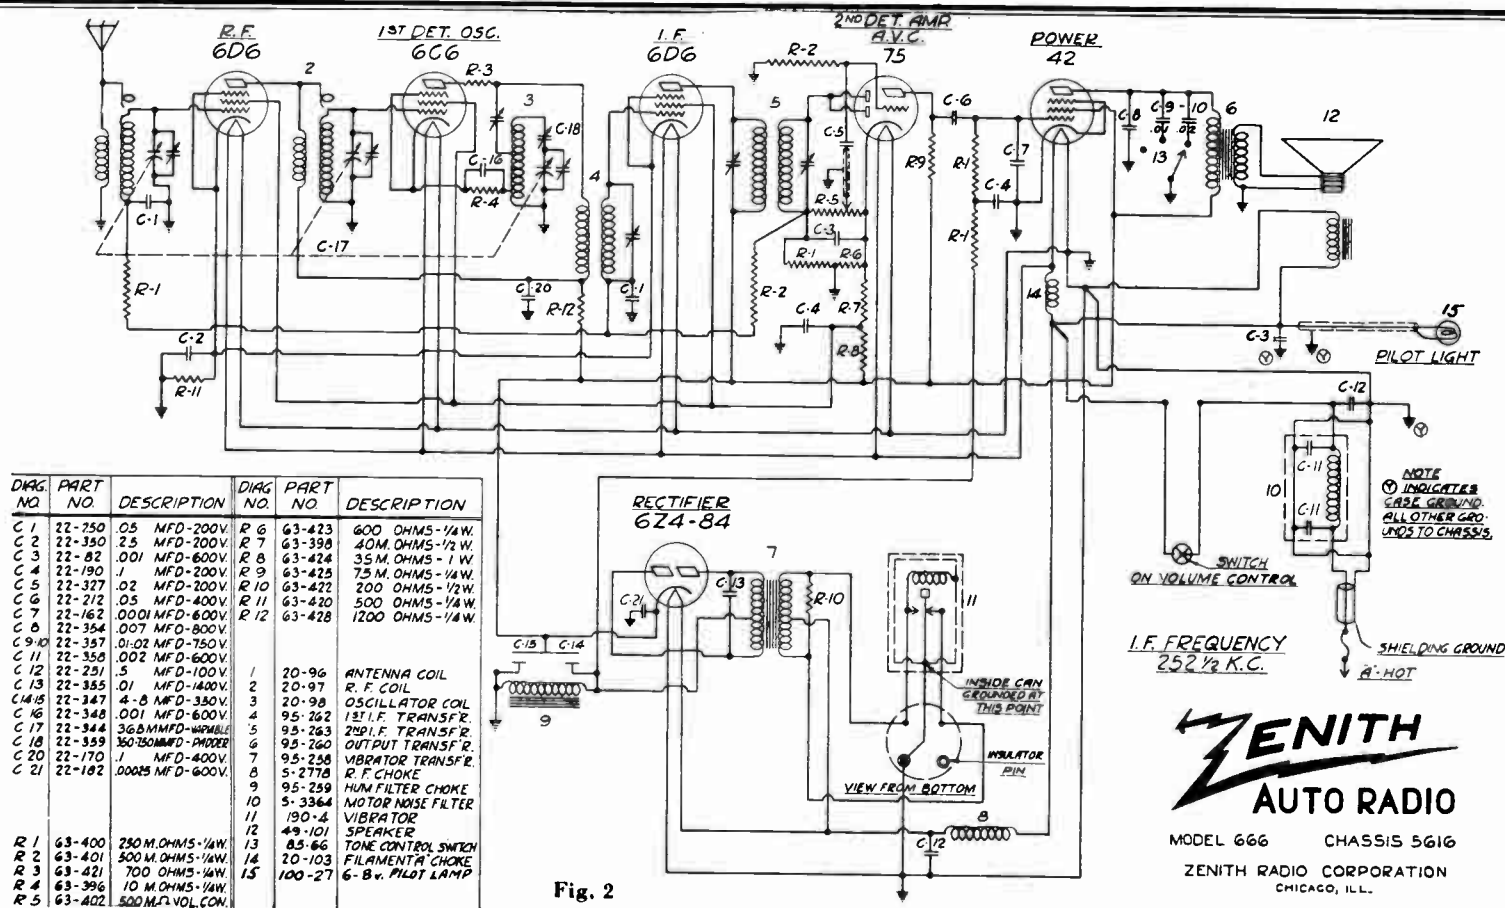 R.F.
6D6
1ST DET. OSC.
6C6
I.F.
6D6
2ND DET. AMP.
A.V.C.
75
POWER
42
2
R-3
3
C-18
C-16
R-4
4
5
R-2
C-5
R-5
C-3
R-1
R-6
C-6
R-9
R-1
C-7
C-4
R-1
C-8
C-9-10
.01 .02
13
6
12
C-1
C-17
R-1
C-20
R-12
C-1
R-2
C-4
R-7
R-8
14
C-3
Y
Y
15
PILOT LIGHT
C-2
R-11
C-12
Y
C-11
10
C-11
NOTE
Y INDICATES
CASE GROUND.
ALL OTHER GRO-
UNDS TO CHASSIS.
SWITCH
ON VOLUME CONTROL
SHIELDING GROUND
"A"-HOT
I.F. FREQUENCY
252 1/2 K.C.
DIAG. NO. PART NO. DESCRIPTION DIAG. NO. PART NO. DESCRIPTION
C 1 22-250 .05 MFD-200V. R 6 63-423 600 OHMS-1/4W.
C 2 22-350 .25 MFD-200V. R 7 63-398 40M. OHMS-1/2W.
C 3 22-82 .001 MFD-600V. R 8 63-424 35M. OHMS-1W.
C 4 22-190 .1 MFD-200V. R 9 63-425 75M. OHMS-1/4W.
C 5 22-327 .02 MFD-200V. R 10 63-422 200 OHMS-1/2W.
C 6 22-212 .05 MFD-400V. R 11 63-420 500 OHMS-1/4W.
C 7 22-162 .0001 MFD-600V. R 12 63-428 1200 OHMS-1/4W.
C 8 22-354 .007 MFD-800V.
C 9-10 22-357 .01-.02 MFD-750V.
C 11 22-358 .002 MFD-600V.
C 12 22-251 .5 MFD-100V. 1 20-96 ANTENNA COIL
C 13 22-355 .01 MFD-1400V. 2 20-97 R.F. COIL
C 14 15 22-347 4-8 MFD-350V. 3 20-98 OSCILLATOR COIL
C 16 22-348 .001 MFD-600V. 4 95-262 1ST I.F. TRANSF'R.
C 17 22-344 365MMFD-VARIABLE 5 95-263 2ND I.F. TRANSF'R.
C 18 22-359 MMFD-PADDER 6 95-260 OUTPUT TRANSF'R.
C 20 22-170 .1 MFD-400V. 7 95-258 VIBRATOR TRANSF'R.
C 21 22-182 .00025 MFD-600V. 8 5-2778 R.F. CHOKE
9 95-259 HUM FILTER CHOKE
10 5-3364 MOTOR NOISE FILTER
11 190-4 VIBRATOR
12 49-101 SPEAKER
R 1 63-400 250 M.OHMS-1/4W. 13 85-66 TONE CONTROL SWITCH
R 2 63-401 500 M.OHMS-1/4W. 14 20-103 FILAMENT "A" CHOKE
R 3 63-421 700 OHMS-1/4W. 15 100-27 6-8 v. PILOT LAMP
R 4 63-396 10 M.OHMS-1/4W.
R 5 63-402 500MΩ VOL.CON.
RECTIFIER
6Z4-84
C-21
C-13
7
R-10
C-15 C-14
9
11
INSIDE CAN
GROUNDED AT
THIS POINT
INSULATOR
PIN
VIEW FROM BOTTOM
8
C-12
Fig. 2
ZENITH
AUTO RADIO
MODEL 666 CHASSIS 5616
ZENITH RADIO CORPORATION
CHICAGO, ILL.